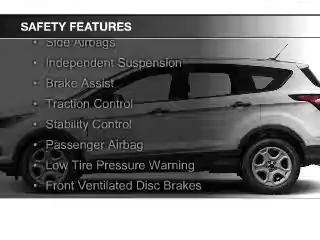 SAFETY FEATURES
• Side Airbags
• Independent Suspension
• Brake Assist
• Traction Control
• Stability Control
• Passenger Airbag
• Low Tire Pressure Warning
• Front Ventilated Disc Brakes